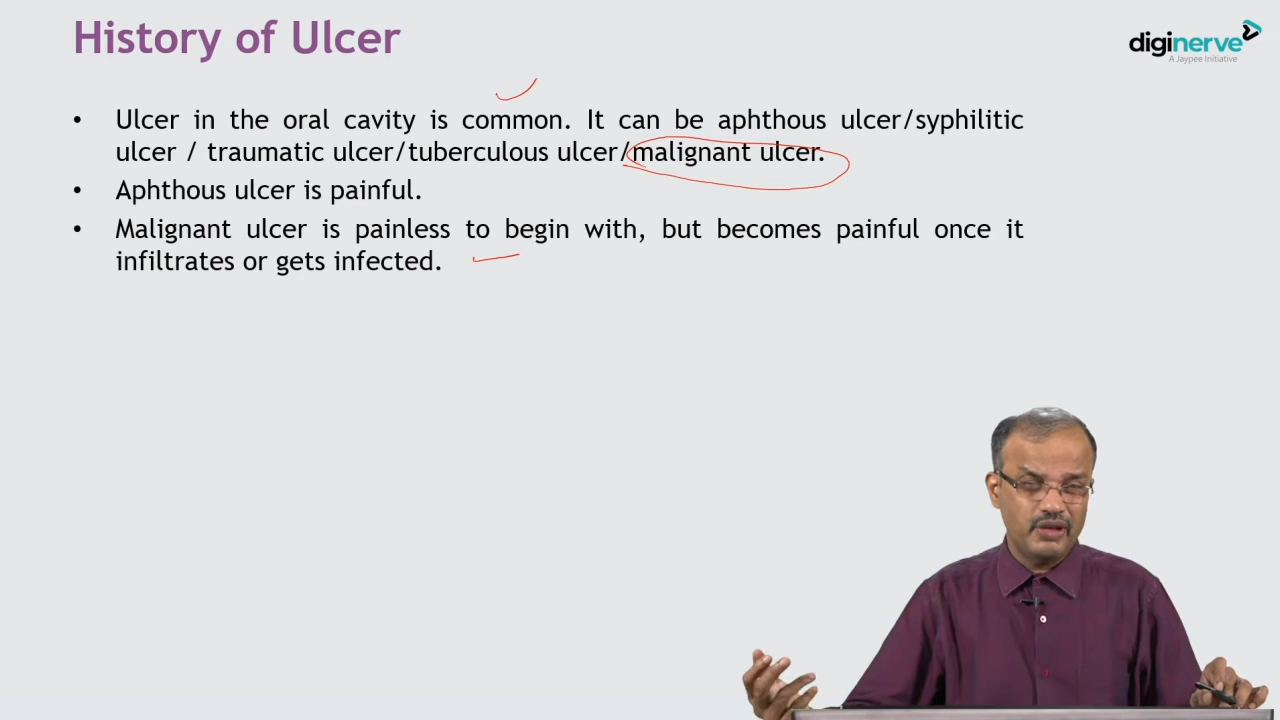 History of Ulcer
diginerve
A Jaypee Initiative
• Ulcer in the oral cavity is common. It can be aphthous ulcer/syphilitic
ulcer / traumatic ulcer/tuberculous ulcer/malignant ulcer.
• Aphthous ulcer is painful.
• Malignant ulcer is painless to begin with, but becomes painful once it
infiltrates or gets infected.